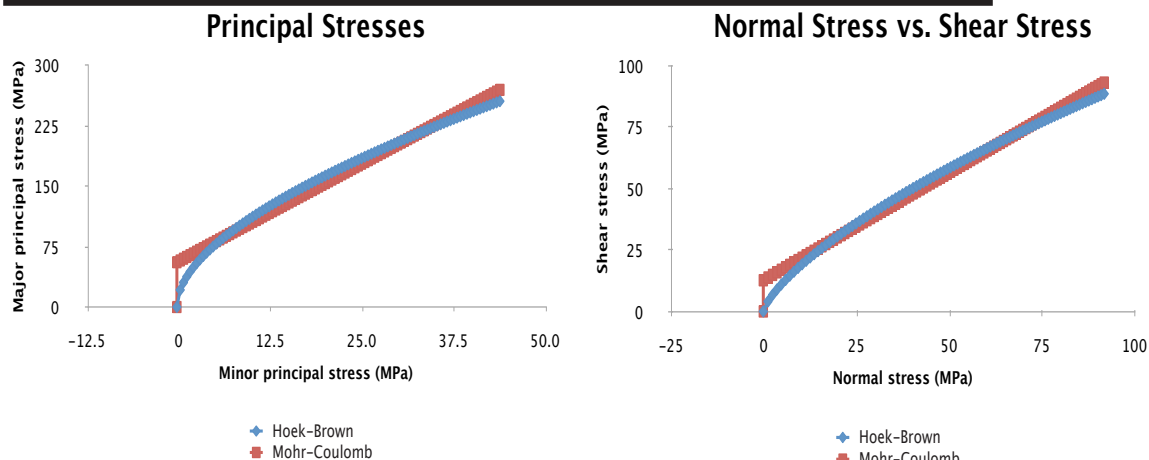 Principal Stresses
Major principal stress (MPa)
300
225
150
75
0
-12.5 0 12.5 25.0 37.5 50.0
Minor principal stress (MPa)
Hoek-Brown
Mohr-Coulomb
Normal Stress vs. Shear Stress
Shear stress (MPa)
100
75
50
25
0
-25 0 25 50 75 100
Normal stress (MPa)
Hoek-Brown
Mohr-Coulomb